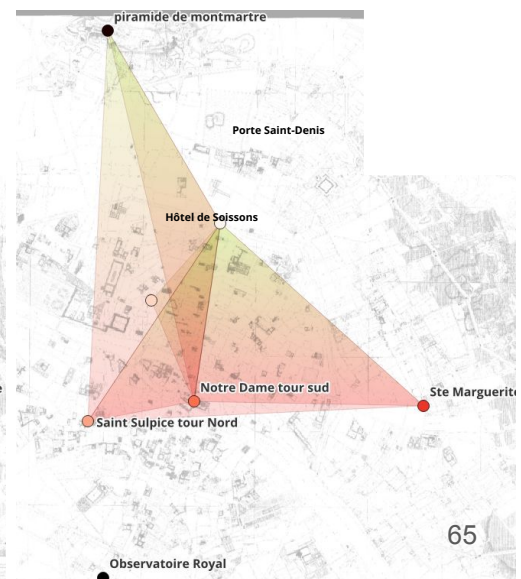 piramide de montmartre
Porte Saint-Denis
Hôtel de Soissons
Notre Dame tour sud
Ste Marguerite
Saint Sulpice tour Nord
65
Observatoire Royal